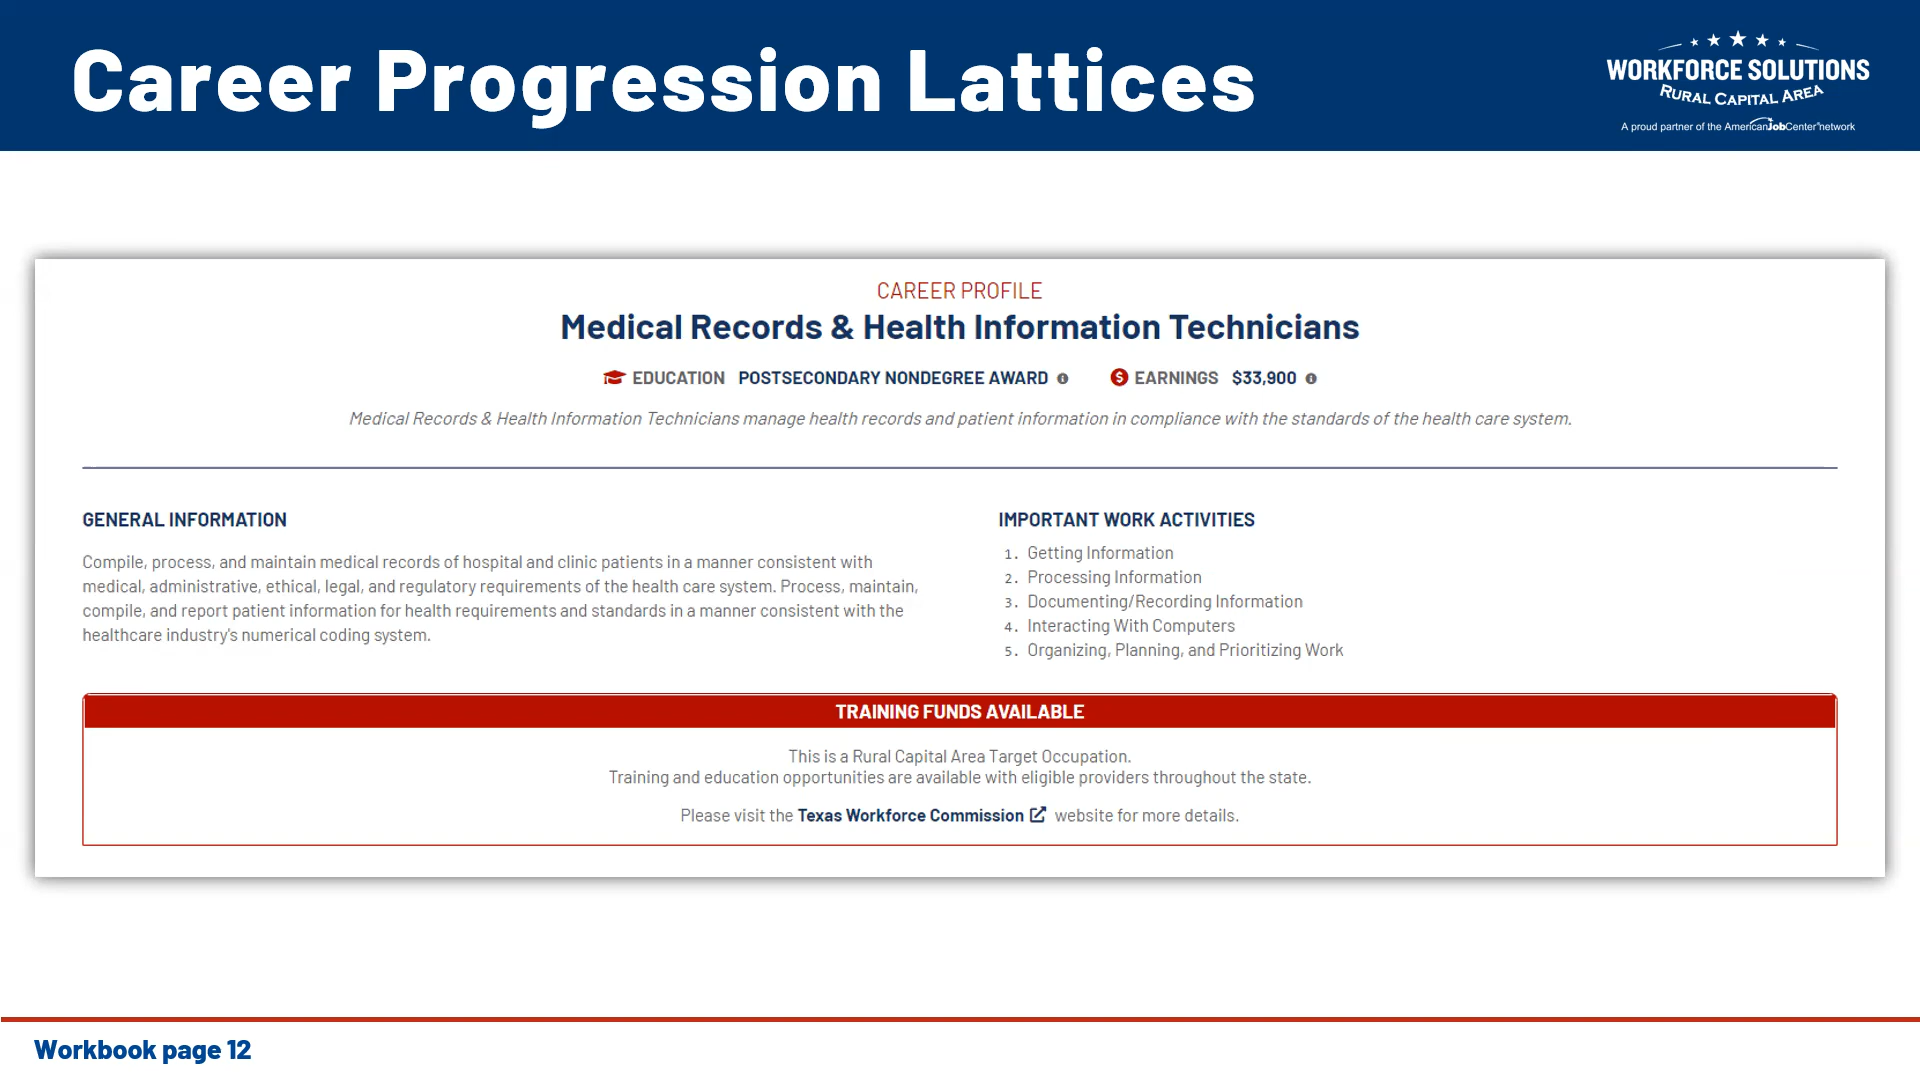 Career Progression Lattices
WORKFORCE SOLUTIONS
RURAL CAPITAL AREA
A proud partner of the AmericanJobCenter® network
CAREER PROFILE
Medical Records & Health Information Technicians
EDUCATION POSTSECONDARY NONDEGREE AWARD EARNINGS $33,900
Medical Records & Health Information Technicians manage health records and patient information in compliance with the standards of the health care system.
GENERAL INFORMATION
Compile, process, and maintain medical records of hospital and clinic patients in a manner consistent with
medical, administrative, ethical, legal, and regulatory requirements of the health care system. Process, maintain,
compile, and report patient information for health requirements and standards in a manner consistent with the
healthcare industry's numerical coding system.
IMPORTANT WORK ACTIVITIES
1. Getting Information
2. Processing Information
3. Documenting/Recording Information
4. Interacting With Computers
5. Organizing, Planning, and Prioritizing Work
TRAINING FUNDS AVAILABLE
This is a Rural Capital Area Target Occupation.
Training and education opportunities are available with eligible providers throughout the state.
Please visit the Texas Workforce Commission website for more details.
Workbook page 12